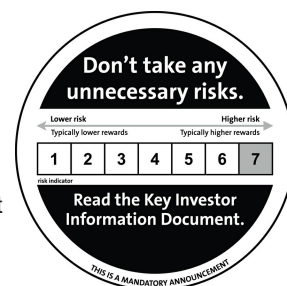 Don't take any
unnecessary risks.
Lower risk Higher risk
Typically lower rewards Typically higher rewards
1 2 3 4 5 6 7
risk indicator
Read the Key Investor
Information Document.
THIS IS A MANDATORY ANNOUNCEMENT